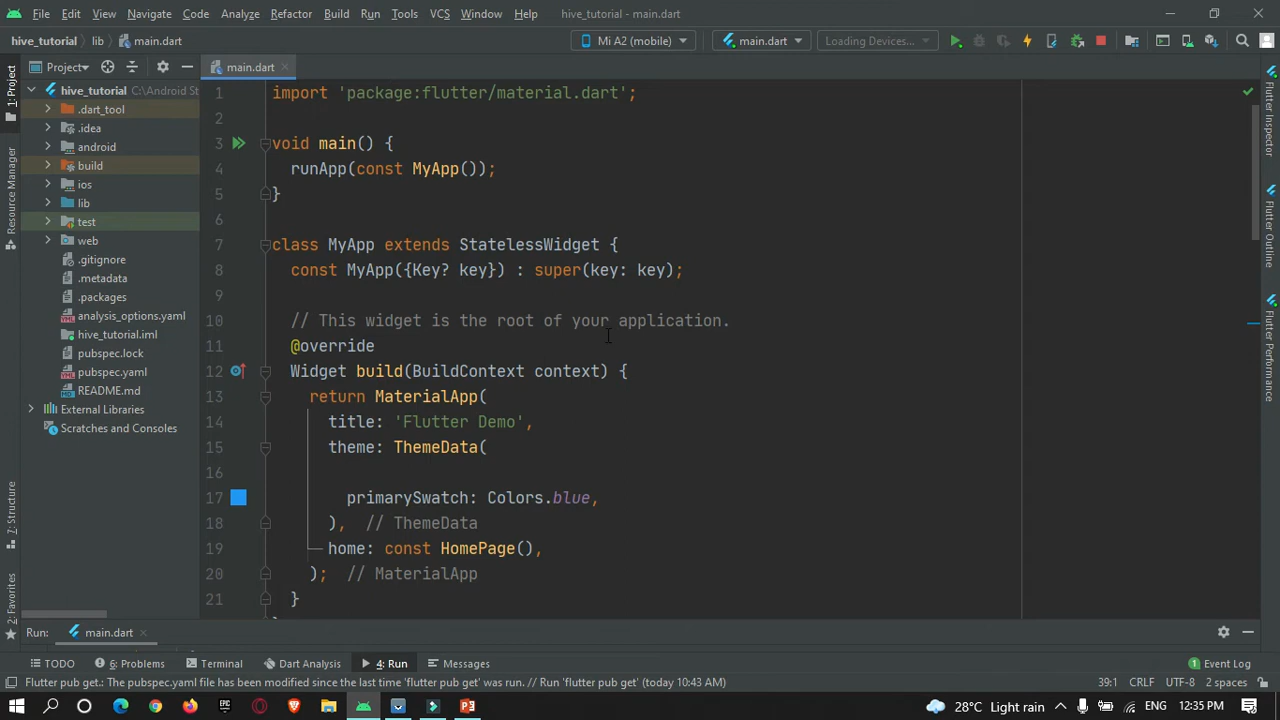 File Edit View Navigate Code Analyze Refactor Build Run Tools VCS Window Help hive_tutorial - main.dart
hive_tutorial lib main.dart Mi A2 (mobile) main.dart Loading Devices...
Project main.dart
1: Project
Resource Manager
7: Structure
2: Favorites
hive_tutorial C:\Android St
.dart_tool
.idea
android
build
ios
lib
test
web
.gitignore
.metadata
.packages
analysis_options.yaml
hive_tutorial.iml
pubspec.lock
pubspec.yaml
README.md
External Libraries
Scratches and Consoles
1 import 'package:flutter/material.dart';
2
3 void main() {
4 runApp(const MyApp());
5 }
6
7 class MyApp extends StatelessWidget {
8 const MyApp({Key? key}) : super(key: key);
9
10 // This widget is the root of your application.
11 @override
12 Widget build(BuildContext context) {
13 return MaterialApp(
14 title: 'Flutter Demo',
15 theme: ThemeData(
16
17 primarySwatch: Colors.blue,
18 ), // ThemeData
19 home: const HomePage(),
20 ); // MaterialApp
21 }
Flutter Inspector
Flutter Outline
Flutter Performance
Run: main.dart
TODO 6: Problems Terminal Dart Analysis 4: Run Messages 1 Event Log
Flutter pub get.: The pubspec.yaml file has been modified since the last time 'flutter pub get' was run. // Run 'flutter pub get' (today 10:43 AM) 39:1 CRLF UTF-8 2 spaces
28°C Light rain ENG 12:35 PM